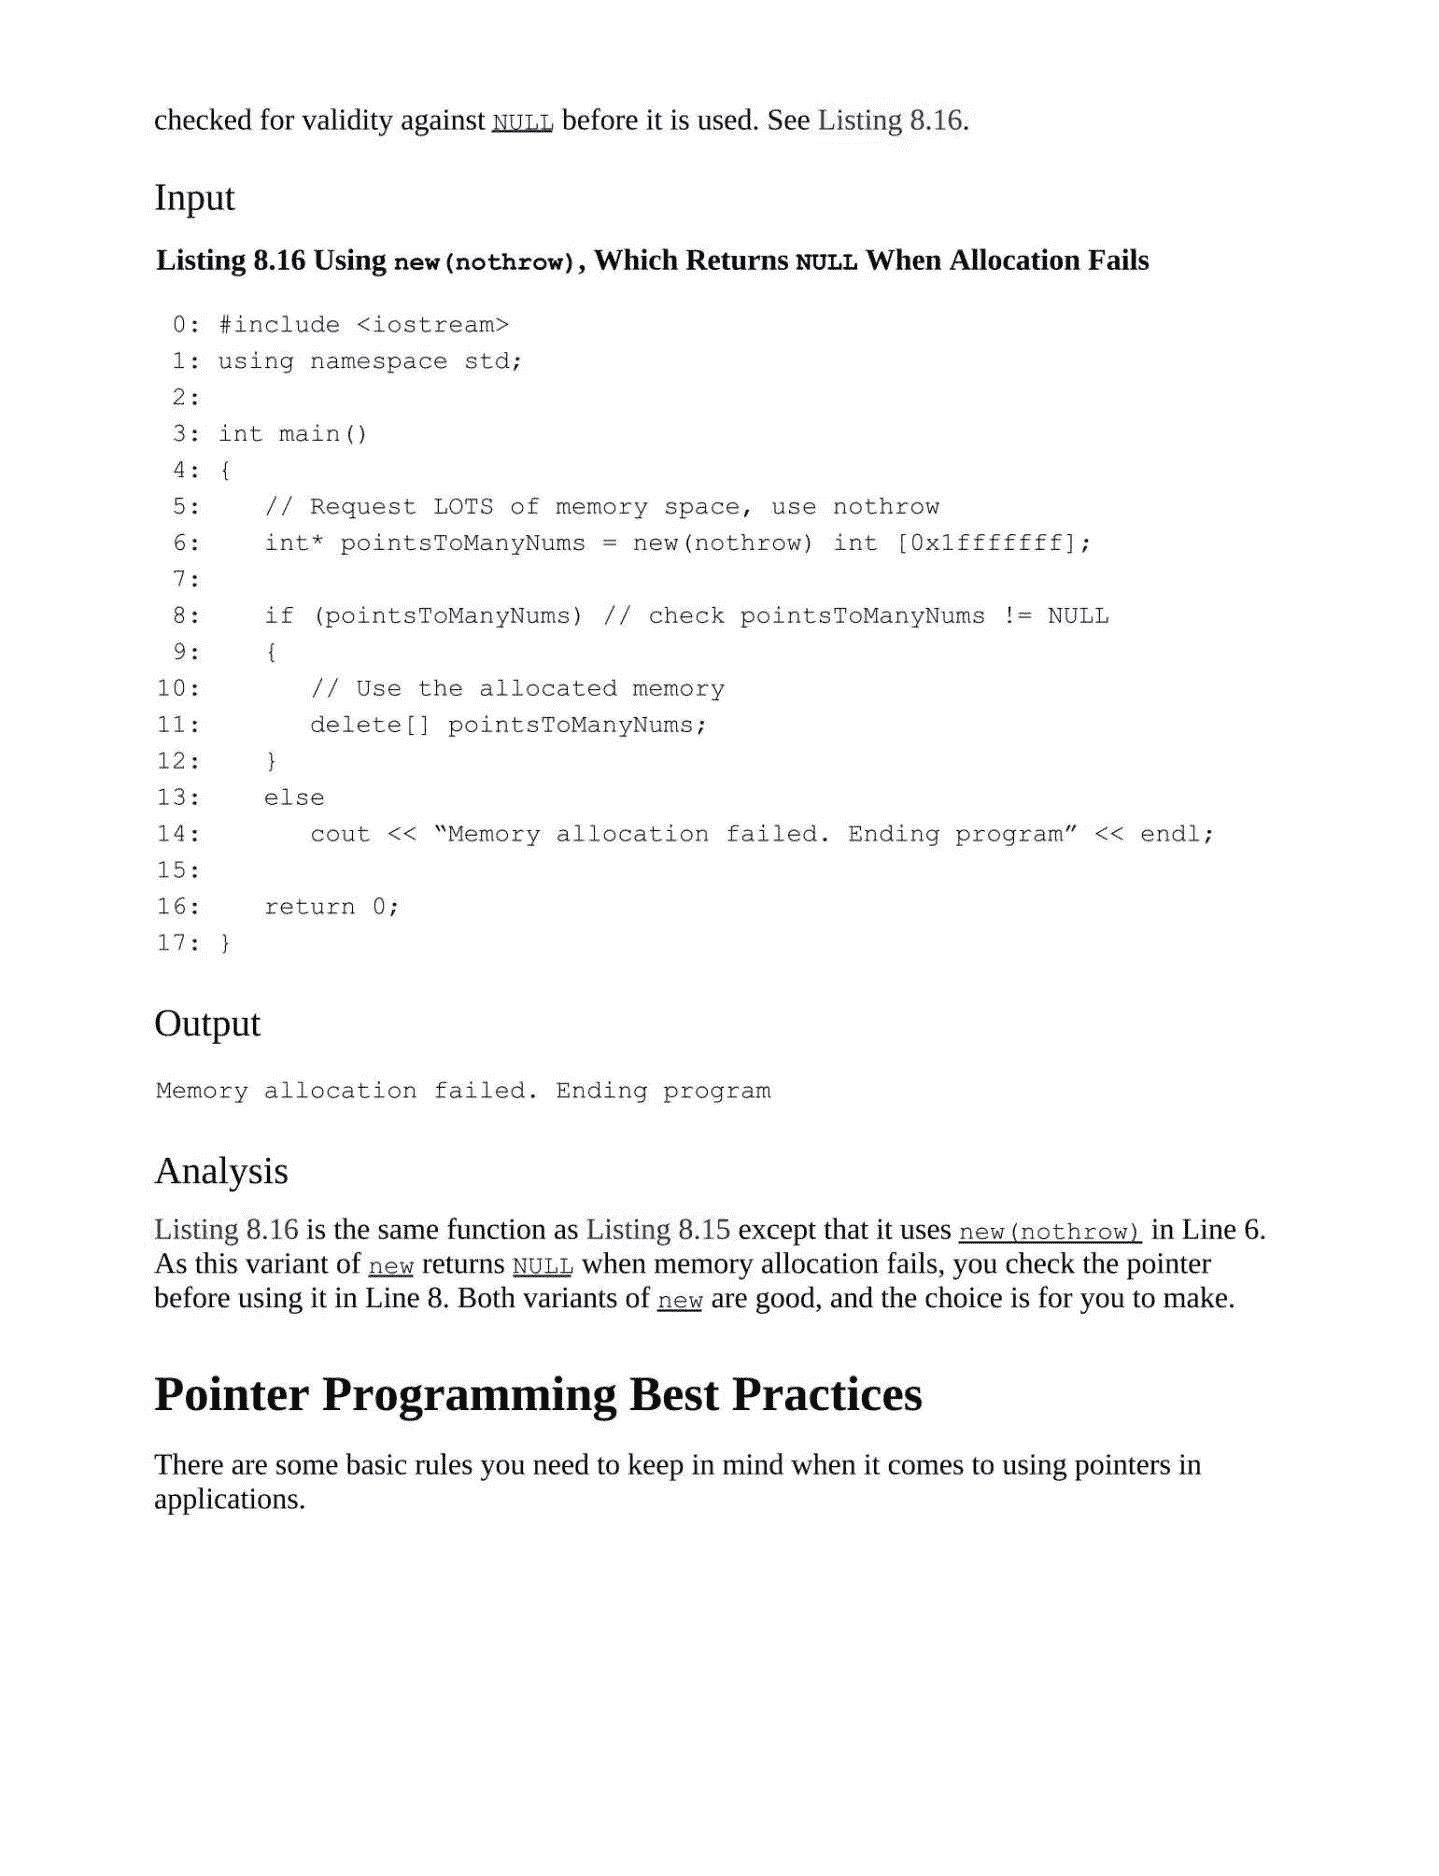 checked for validity against NULL before it is used. See Listing 8.16.
Input
Listing 8.16 Using new(nothrow), Which Returns NULL When Allocation Fails
0: #include <iostream>
1: using namespace std;
2:
3: int main()
4: {
5:    // Request LOTS of memory space, use nothrow
6:    int* pointsToManyNums = new(nothrow) int [0x1fffffff];
7:
8:    if (pointsToManyNums) // check pointsToManyNums != NULL
9:    {
10:       // Use the allocated memory
11:       delete[] pointsToManyNums;
12:    }
13:    else
14:       cout << “Memory allocation failed. Ending program” << endl;
15:
16:    return 0;
17: }
Output
Memory allocation failed. Ending program
Analysis
Listing 8.16 is the same function as Listing 8.15 except that it uses new(nothrow) in Line 6.
As this variant of new returns NULL when memory allocation fails, you check the pointer
before using it in Line 8. Both variants of new are good, and the choice is for you to make.
Pointer Programming Best Practices
There are some basic rules you need to keep in mind when it comes to using pointers in
applications.